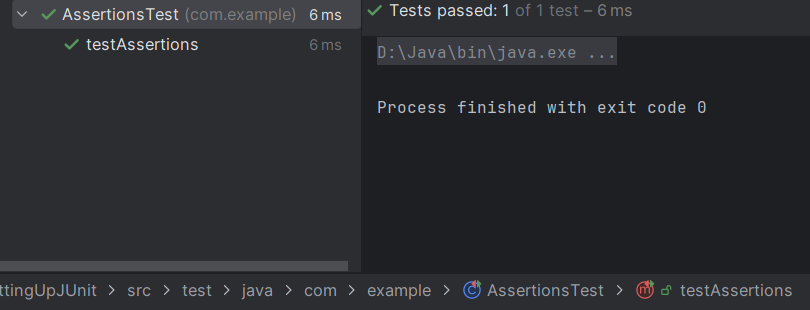 AssertionsTest (com.example) 6 ms
testAssertions 6 ms
Tests passed: 1 of 1 test – 6 ms
D:\Java\bin\java.exe ...
Process finished with exit code 0
ttingUpJUnit > src > test > java > com > example > AssertionsTest > testAssertions